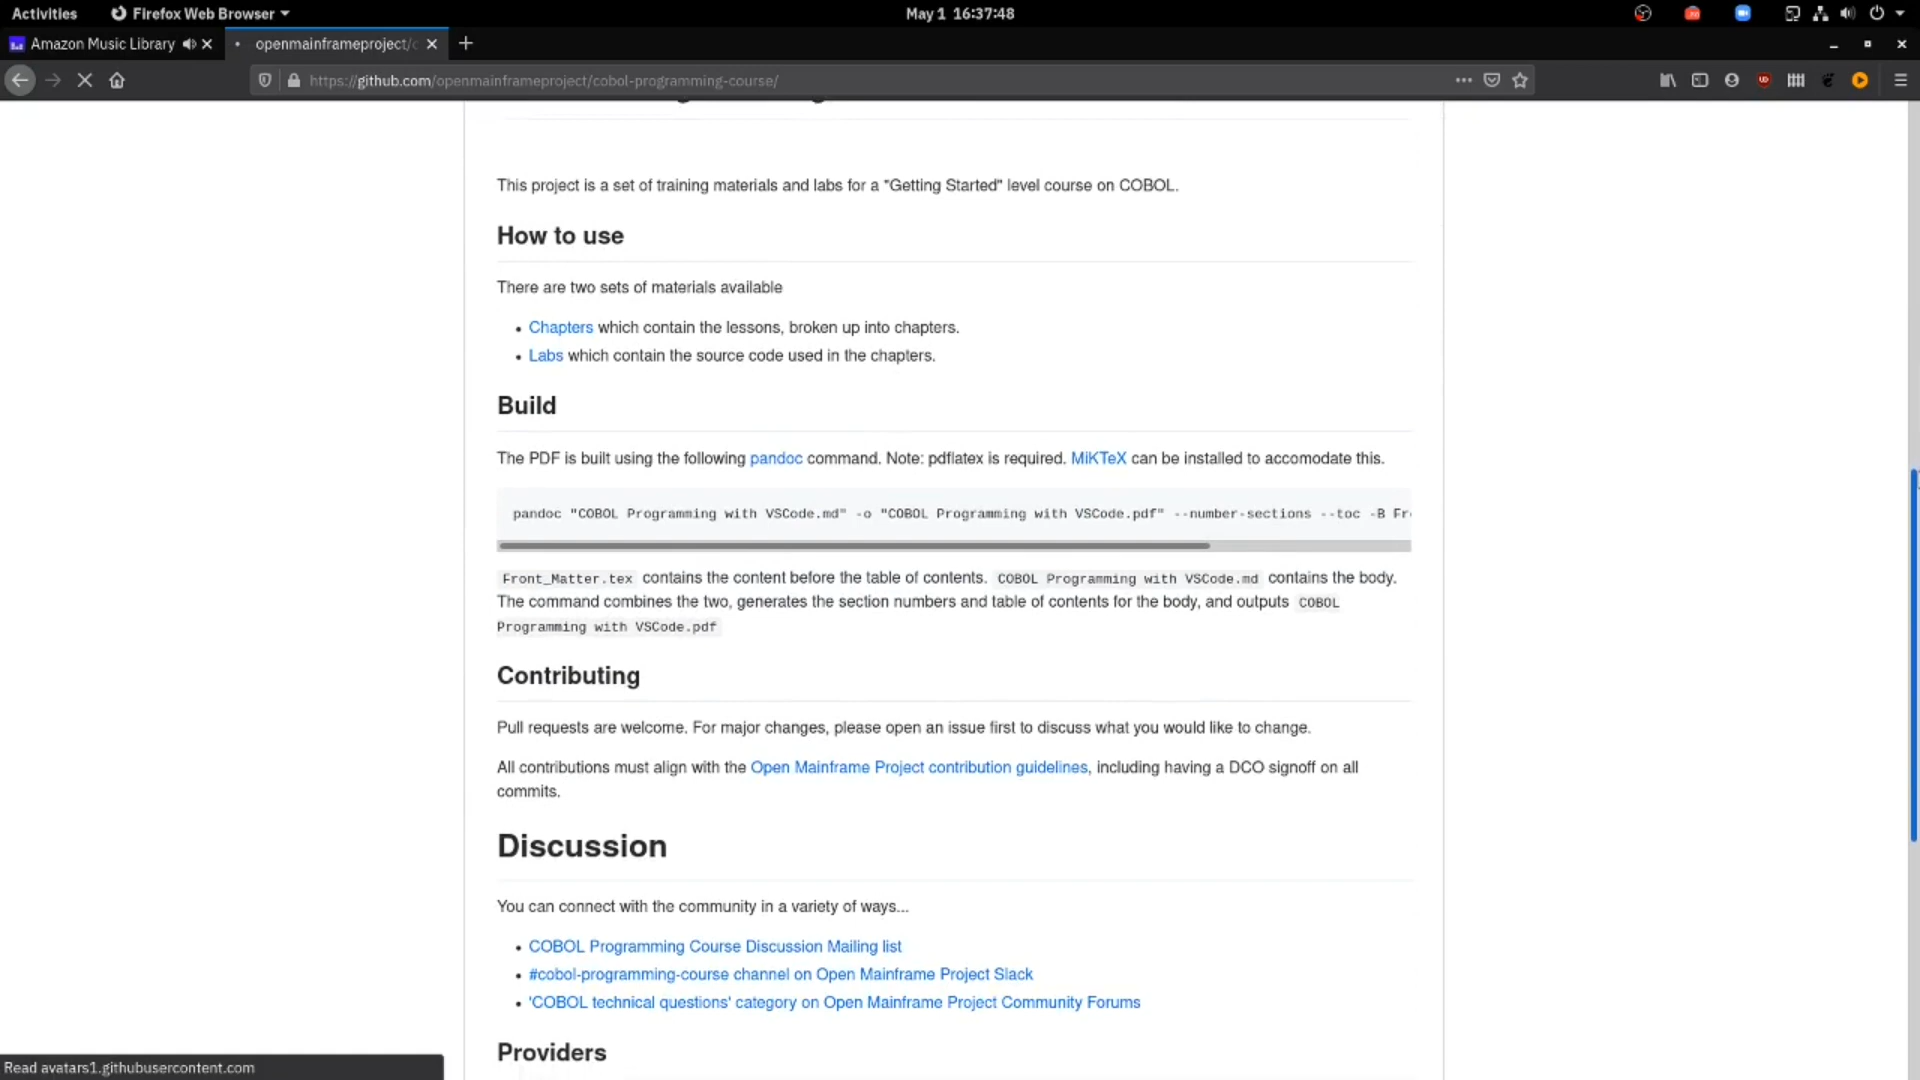 Activities
Firefox Web Browser
May 1 16:37:48
Amazon Music Library
openmainframeproject/c
https://github.com/openmainframeproject/cobol-programming-course/
This project is a set of training materials and labs for a "Getting Started" level course on COBOL.
How to use
There are two sets of materials available
• Chapters which contain the lessons, broken up into chapters.
• Labs which contain the source code used in the chapters.
Build
The PDF is built using the following pandoc command. Note: pdflatex is required. MiKTeX can be installed to accomodate this.
pandoc "COBOL Programming with VSCode.md" -o "COBOL Programming with VSCode.pdf" --number-sections --toc -B Fr
Front_Matter.tex contains the content before the table of contents. COBOL Programming with VSCode.md contains the body.
The command combines the two, generates the section numbers and table of contents for the body, and outputs COBOL
Programming with VSCode.pdf
Contributing
Pull requests are welcome. For major changes, please open an issue first to discuss what you would like to change.
All contributions must align with the Open Mainframe Project contribution guidelines, including having a DCO signoff on all
commits.
Discussion
You can connect with the community in a variety of ways...
• COBOL Programming Course Discussion Mailing list
• #cobol-programming-course channel on Open Mainframe Project Slack
• 'COBOL technical questions' category on Open Mainframe Project Community Forums
Providers
Read avatars1.githubusercontent.com